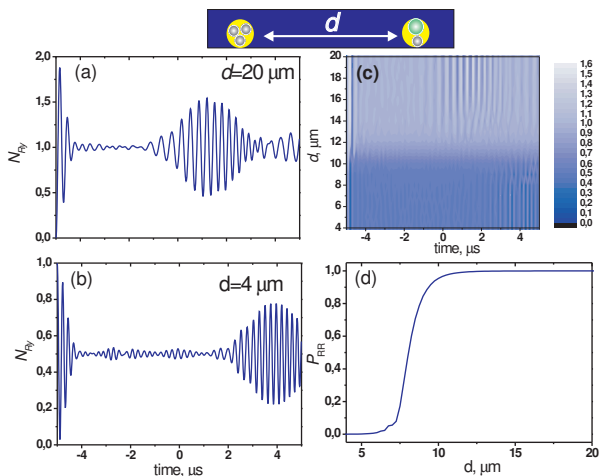 d
(a)
d=20 μm
2,0
1,5
1,0
0,5
0,0
N_Ry
(b)
d=4 μm
1,0
0,8
0,6
0,4
0,2
0,0
N_Ry
-4 -2 0 2 4
time, μs
(c)
20
18
16
14
12
10
8
6
4
d, μm
-4 -2 0 2 4
time, μs
1,6
1,5
1,4
1,3
1,2
1,1
1,0
0,9
0,8
0,7
0,6
0,5
0,4
0,3
0,2
0,1
0,0
(d)
1,0
0,8
0,6
0,4
0,2
0,0
P_RR
5 10 15 20
d, μm